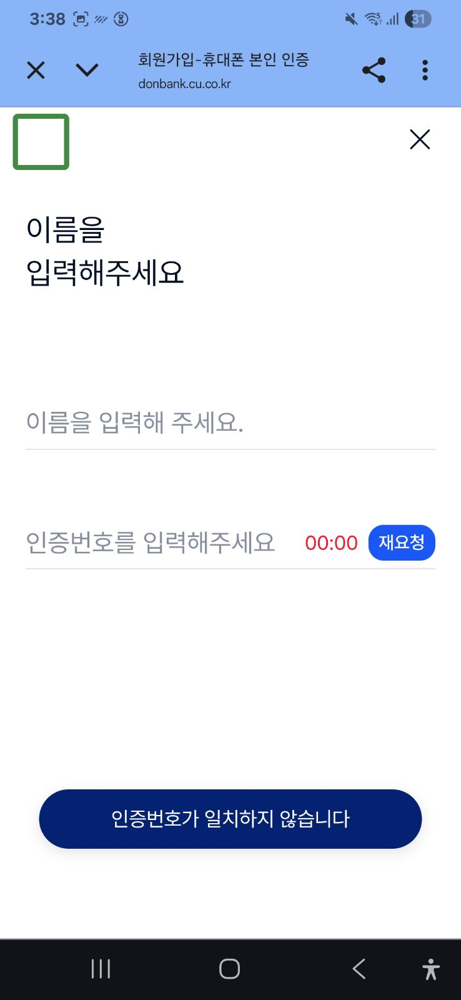 3:38
5
31
회원가입-휴대폰 본인 인증
donbank.cu.co.kr
이름을
입력해주세요
이름을 입력해 주세요.
인증번호를 입력해주세요 00:00 재요청
인증번호가 일치하지 않습니다